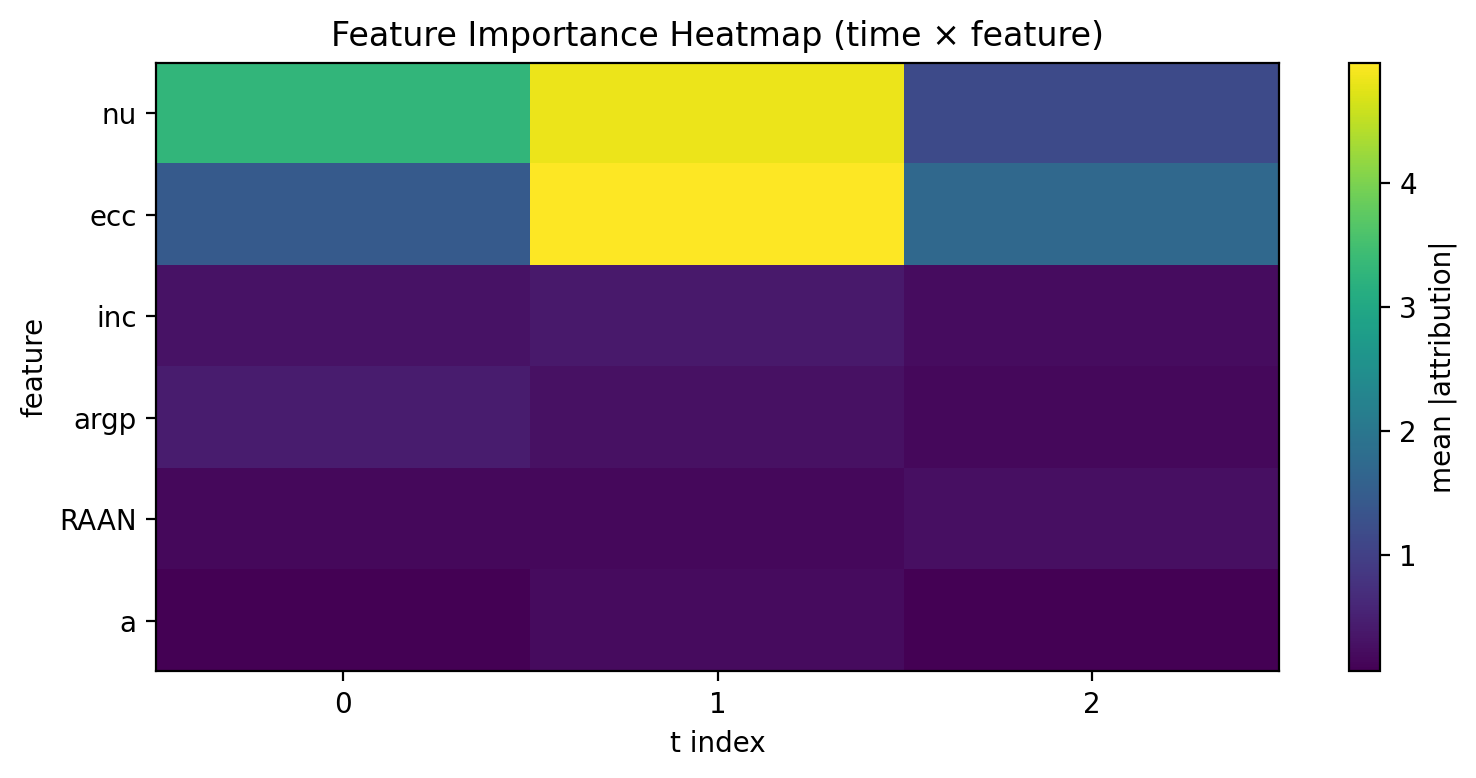 Feature Importance Heatmap (time × feature)
feature
nu
ecc
inc
argp
RAAN
a
0 1 2
t index
4
3
2
1
mean |attribution|